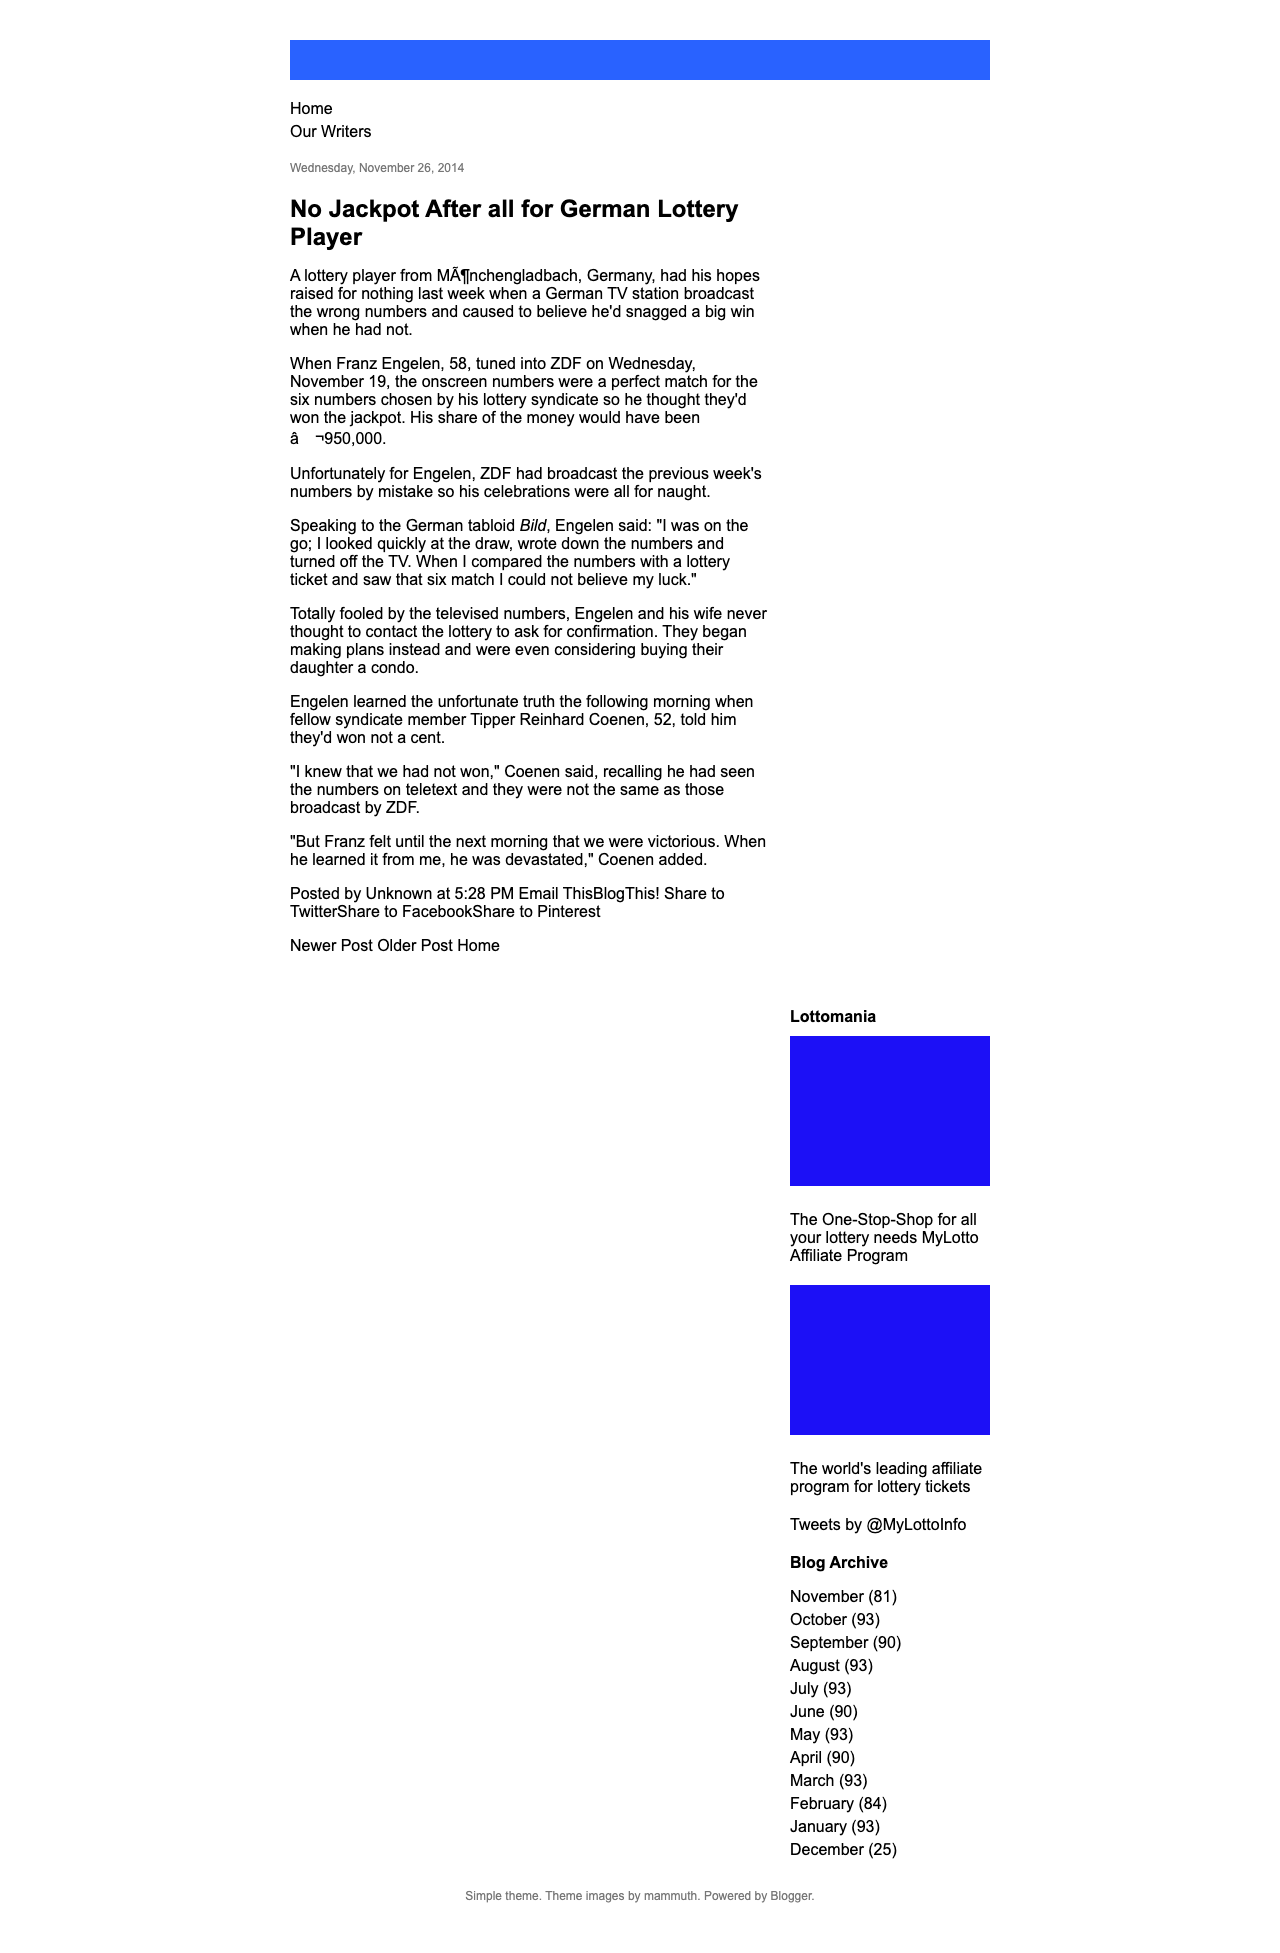 Home
Our Writers
Wednesday, November 26, 2014
No Jackpot After all for German Lottery
Player
A lottery player from MÃ¶nchengladbach, Germany, had his hopes
raised for nothing last week when a German TV station broadcast
the wrong numbers and caused to believe he'd snagged a big win
when he had not.
When Franz Engelen, 58, tuned into ZDF on Wednesday,
November 19, the onscreen numbers were a perfect match for the
six numbers chosen by his lottery syndicate so he thought they'd
won the jackpot. His share of the money would have been
â ¬950,000.
Unfortunately for Engelen, ZDF had broadcast the previous week's
numbers by mistake so his celebrations were all for naught.
Speaking to the German tabloid Bild, Engelen said: "I was on the
go; I looked quickly at the draw, wrote down the numbers and
turned off the TV. When I compared the numbers with a lottery
ticket and saw that six match I could not believe my luck."
Totally fooled by the televised numbers, Engelen and his wife never
thought to contact the lottery to ask for confirmation. They began
making plans instead and were even considering buying their
daughter a condo.
Engelen learned the unfortunate truth the following morning when
fellow syndicate member Tipper Reinhard Coenen, 52, told him
they'd won not a cent.
"I knew that we had not won," Coenen said, recalling he had seen
the numbers on teletext and they were not the same as those
broadcast by ZDF.
"But Franz felt until the next morning that we were victorious. When
he learned it from me, he was devastated," Coenen added.
Posted by Unknown at 5:28 PM Email ThisBlogThis! Share to
TwitterShare to FacebookShare to Pinterest
Newer Post Older Post Home
Lottomania
The One-Stop-Shop for all
your lottery needs MyLotto
Affiliate Program
The world's leading affiliate
program for lottery tickets
Tweets by @MyLottoInfo
Blog Archive
November (81)
October (93)
September (90)
August (93)
July (93)
June (90)
May (93)
April (90)
March (93)
February (84)
January (93)
December (25)
Simple theme. Theme images by mammuth. Powered by Blogger.